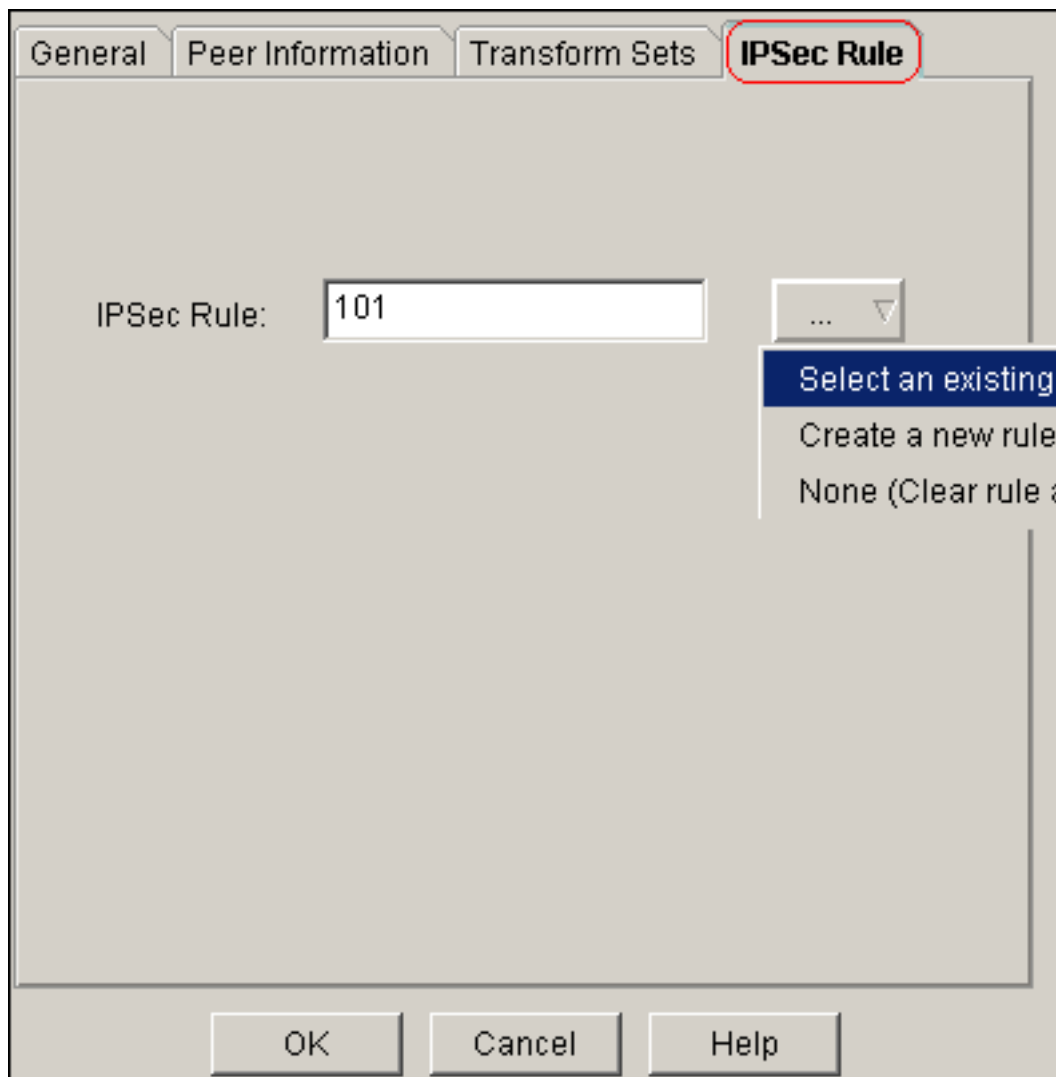 General Peer Information Transform Sets IPSec Rule
IPSec Rule: 101 ...
Select an existing
Create a new rule
None (Clear rule
OK Cancel Help